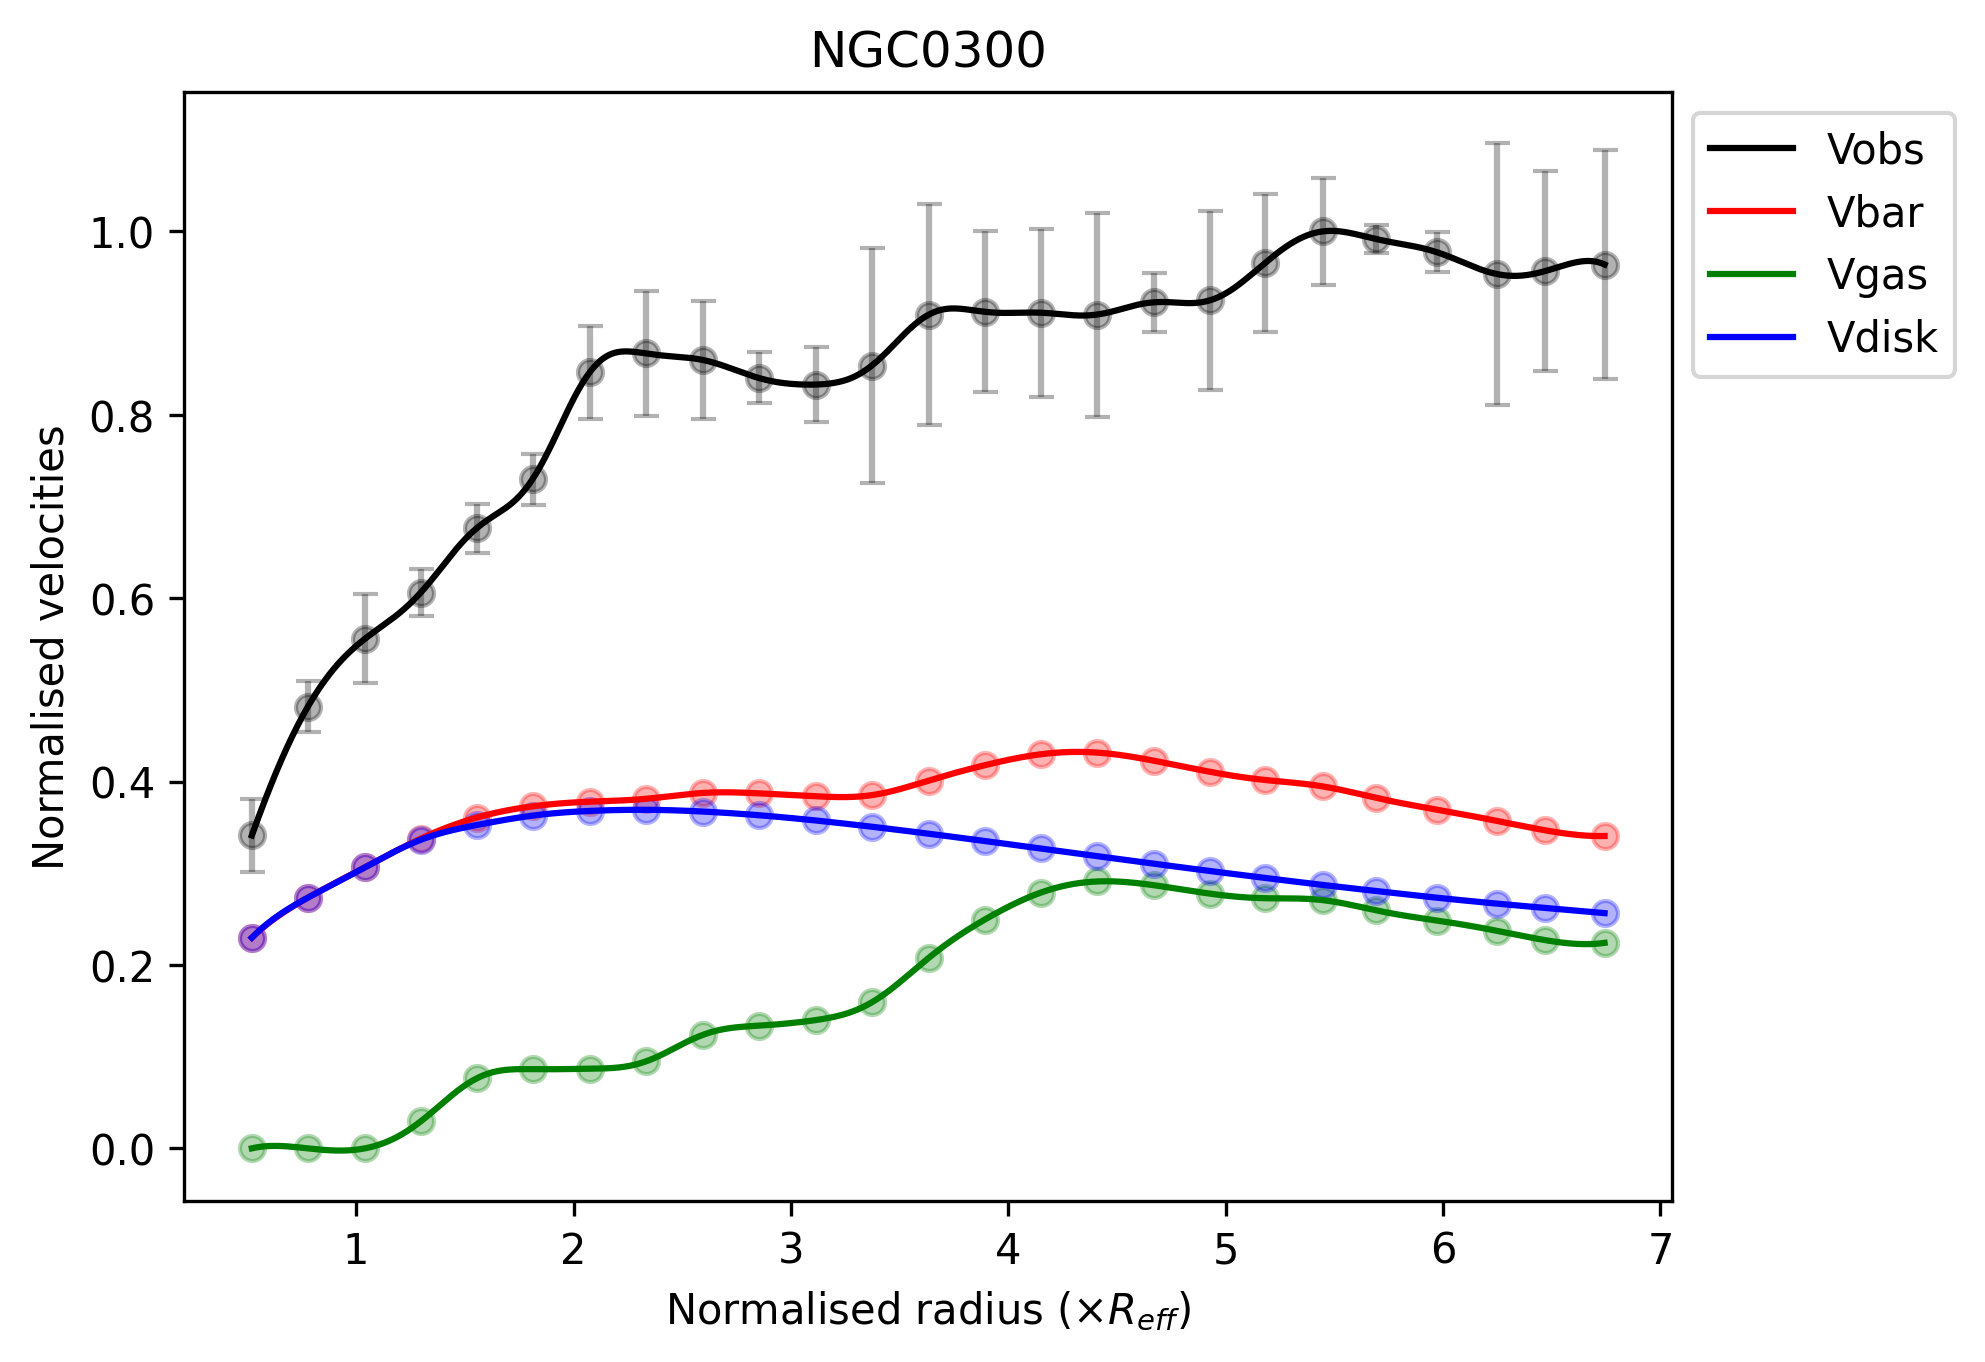 NGC0300
Vobs
Vbar
Vgas
Vdisk
Normalised velocities
1.0
0.8
0.6
0.4
0.2
0.0
1 2 3 4 5 6 7
Normalised radius (×R_eff)